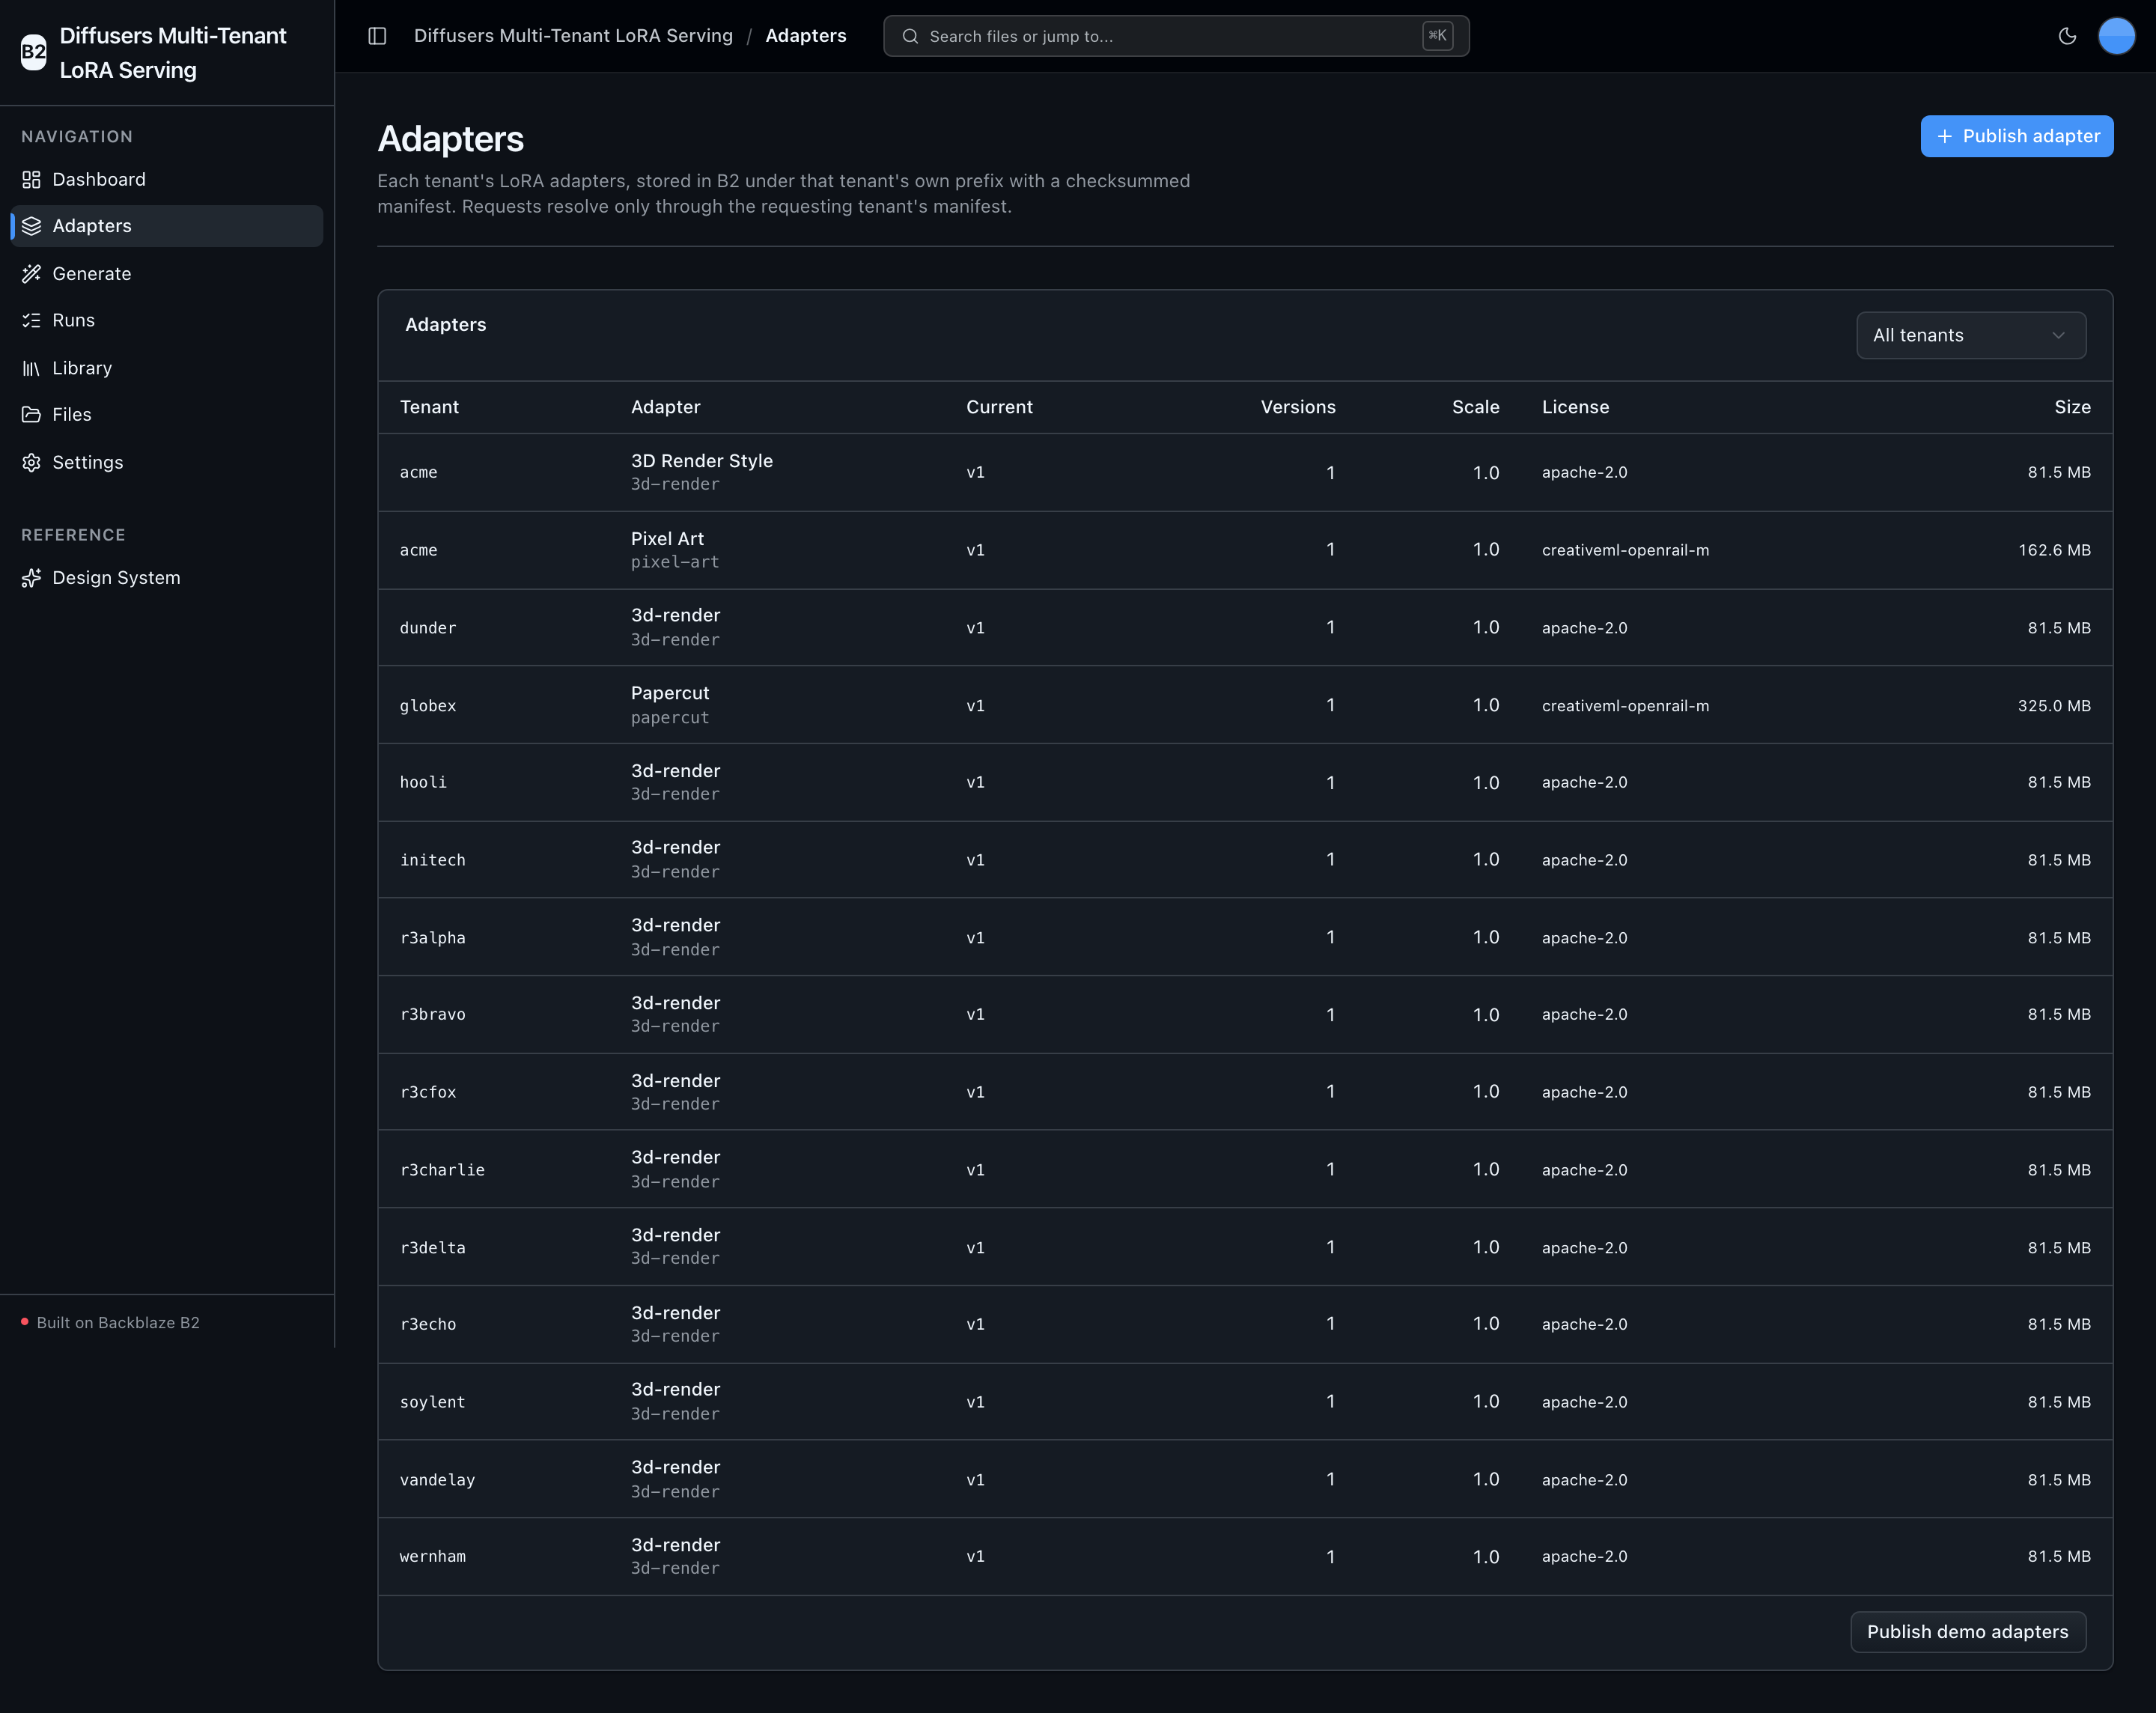 B2
Diffusers Multi-Tenant
LoRA Serving
NAVIGATION
Dashboard
Adapters
Generate
Runs
Library
Files
Settings
REFERENCE
Design System
Built on Backblaze B2
Diffusers Multi-Tenant LoRA Serving / Adapters
Search files or jump to...
⌘K
Adapters
Publish adapter
Each tenant's LoRA adapters, stored in B2 under that tenant's own prefix with a checksummed
manifest. Requests resolve only through the requesting tenant's manifest.
Adapters
All tenants
Tenant Adapter Current Versions Scale License Size
acme 3D Render Style v1 1 1.0 apache-2.0 81.5 MB
3d-render
acme Pixel Art v1 1 1.0 creativeml-openrail-m 162.6 MB
pixel-art
dunder 3d-render v1 1 1.0 apache-2.0 81.5 MB
3d-render
globex Papercut v1 1 1.0 creativeml-openrail-m 325.0 MB
papercut
hooli 3d-render v1 1 1.0 apache-2.0 81.5 MB
3d-render
initech 3d-render v1 1 1.0 apache-2.0 81.5 MB
3d-render
r3alpha 3d-render v1 1 1.0 apache-2.0 81.5 MB
3d-render
r3bravo 3d-render v1 1 1.0 apache-2.0 81.5 MB
3d-render
r3cfox 3d-render v1 1 1.0 apache-2.0 81.5 MB
3d-render
r3charlie 3d-render v1 1 1.0 apache-2.0 81.5 MB
3d-render
r3delta 3d-render v1 1 1.0 apache-2.0 81.5 MB
3d-render
r3echo 3d-render v1 1 1.0 apache-2.0 81.5 MB
3d-render
soylent 3d-render v1 1 1.0 apache-2.0 81.5 MB
3d-render
vandelay 3d-render v1 1 1.0 apache-2.0 81.5 MB
3d-render
wernham 3d-render v1 1 1.0 apache-2.0 81.5 MB
3d-render
Publish demo adapters